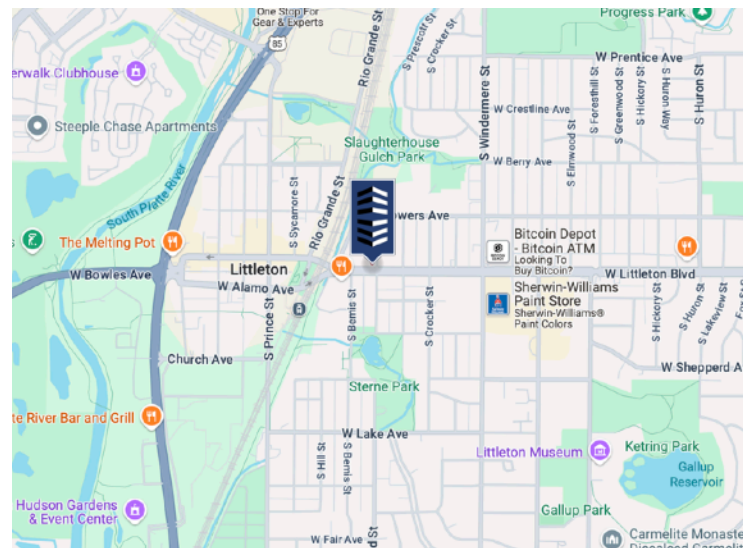 One Stop For
Gear & Experts
Progress Park
85
S Prescott St
S Crocker St
Rio Grande St
W Prentice Ave
erwalk Clubhouse
S Windermere St
S Foresthill St
S Greenwood St
S Hickory St
S Huron Way
S Huron St
W Crestline Ave
Steeple Chase Apartments
S Elmwood St
Slaughterhouse
Gulch Park
W Berry Ave
South Platte River
S Sycamore St
Rio Grande St
owers Ave
The Melting Pot
Bitcoin Depot
- Bitcoin ATM
Looking To
Buy Bitcoin?
W Bowles Ave
Littleton
W Littleton Blvd
W Alamo Ave
Sherwin-Williams
Paint Store
Sherwin-Williams®
Paint Colors
S Prince St
S Bemis St
S Crocker St
S Hickory St
S Huron St
S Lakeview St
Church Ave
W Shepperd A
Sterne Park
te River Bar and Grill
W Lake Ave
S Hill St
S Bemis St
Littleton Museum
Ketring Park
Gallup
Reservoir
Hudson Gardens
& Event Center
Gallup Park
W Fair Ave
d St
Carmelite Monaste